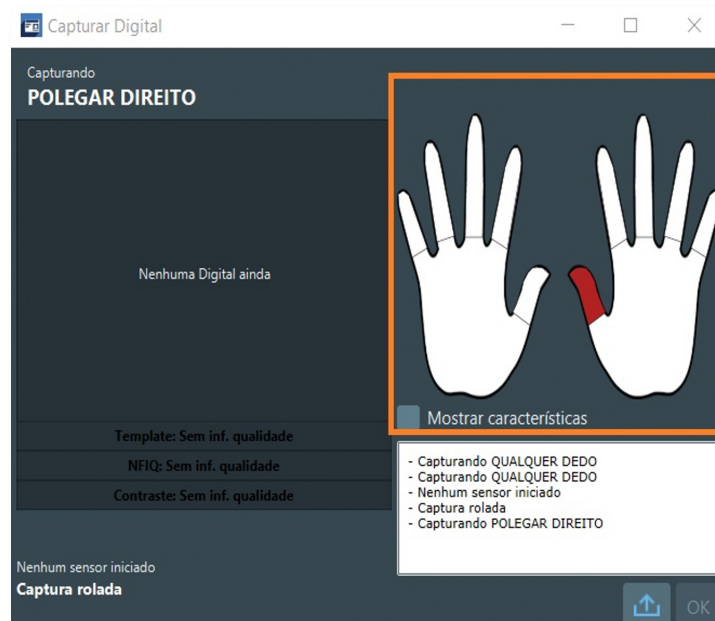 Capturar Digital
Capturando
POLEGAR DIREITO
Nenhuma Digital ainda
Template: Sem inf. qualidade
NFIQ: Sem inf. qualidade
Contraste: Sem inf. qualidade
Mostrar características
- Capturando QUALQUER DEDO
- Capturando QUALQUER DEDO
- Nenhum sensor iniciado
- Captura rolada
- Capturando POLEGAR DIREITO
Nenhum sensor iniciado
Captura rolada
OK